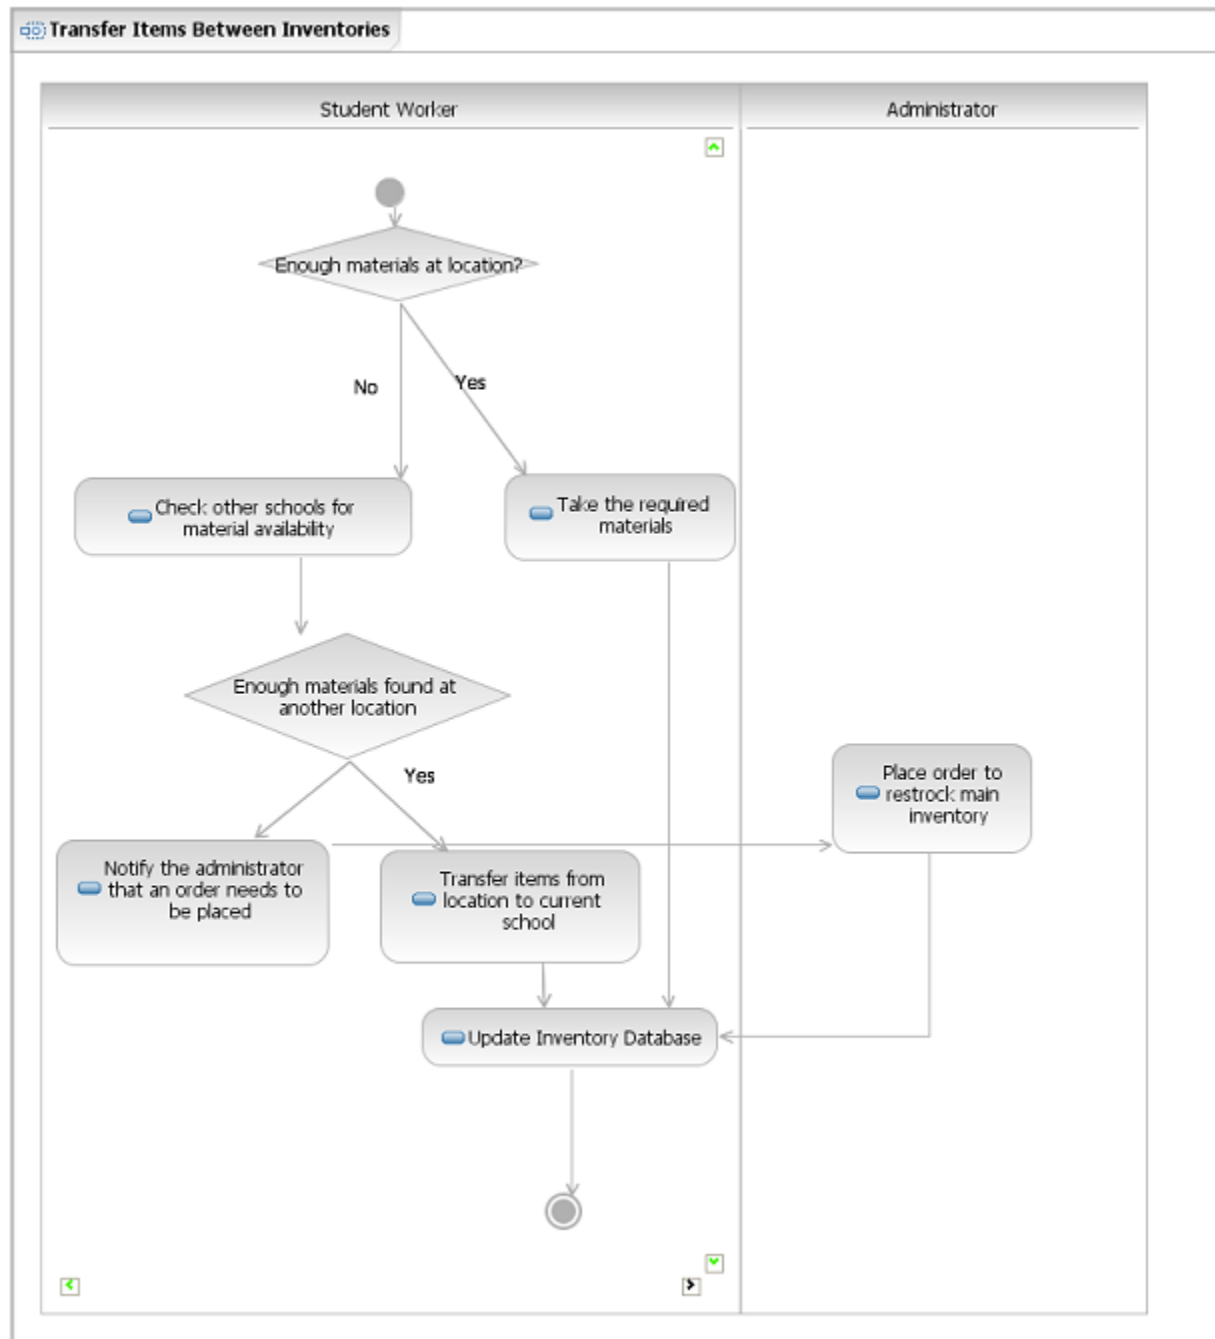 Transfer Items Between Inventories
Student Worker
Administrator
Enough materials at location?
No
Yes
Check other schools for
material availability
Take the required
materials
Enough materials found at
another location
Yes
Place order to
restrock main
inventory
Notify the administrator
that an order needs to
be placed
Transfer items from
location to current
school
Update Inventory Database